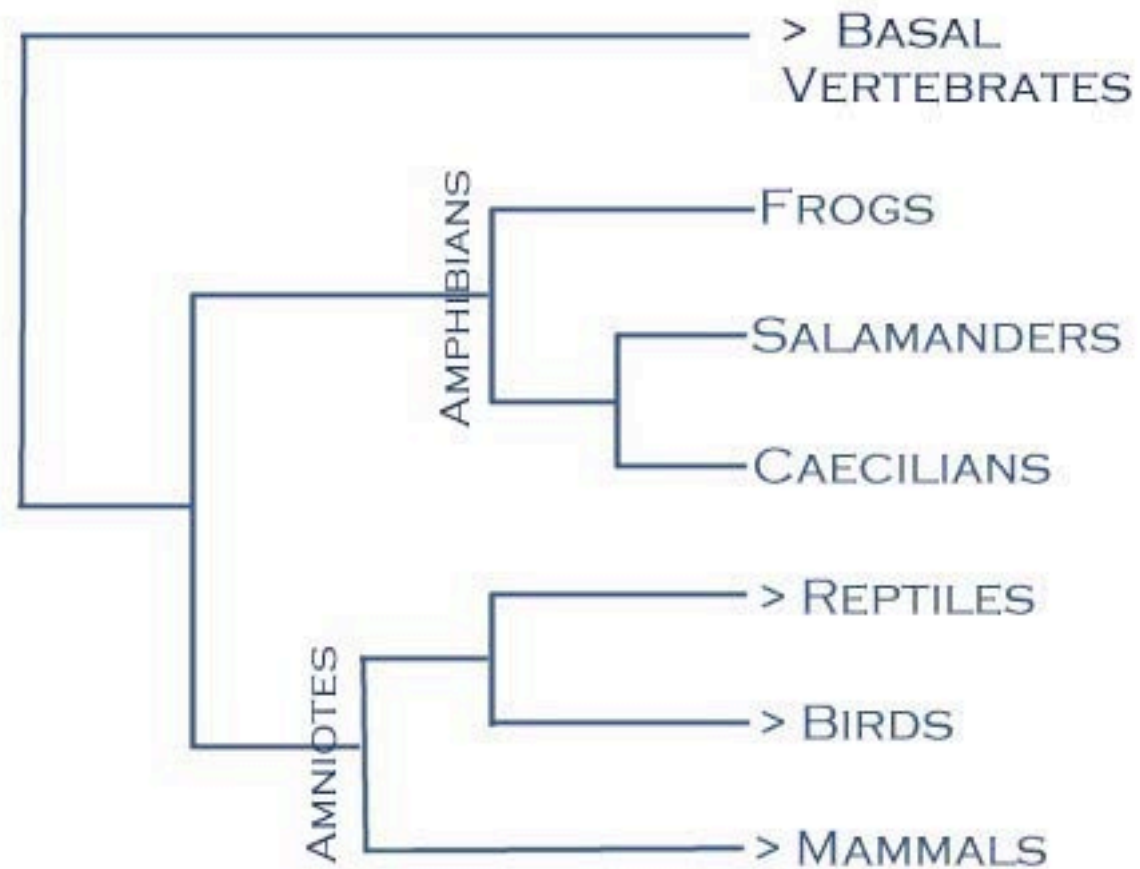 > BASAL
VERTEBRATES
AMPHIBIANS
FROGS
SALAMANDERS
CAECILIANS
AMNIOTES
> REPTILES
> BIRDS
> MAMMALS